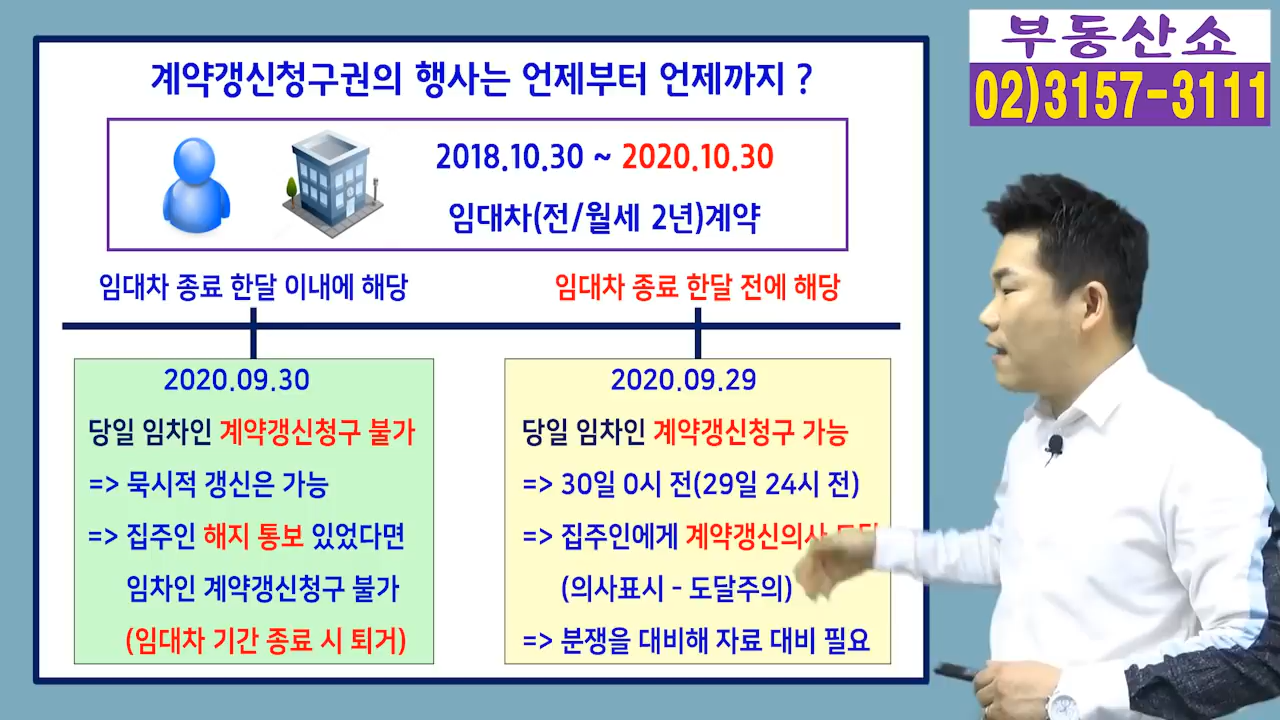 부동산쇼
02)3157-3111
계약갱신청구권의 행사는 언제부터 언제까지 ?
2018.10.30 ~ 2020.10.30
임대차(전/월세 2년)계약
임대차 종료 한달 이내에 해당
2020.09.30
당일 임차인 계약갱신청구 불가
=> 묵시적 갱신은 가능
=> 집주인 해지 통보 있었다면
임차인 계약갱신청구 불가
(임대차 기간 종료 시 퇴거)
임대차 종료 한달 전에 해당
2020.09.29
당일 임차인 계약갱신청구 가능
=> 30일 0시 전(29일 24시 전)
=> 집주인에게 계약갱신의사
(의사표시 - 도달주의)
=> 분쟁을 대비해 자료 대비 필요